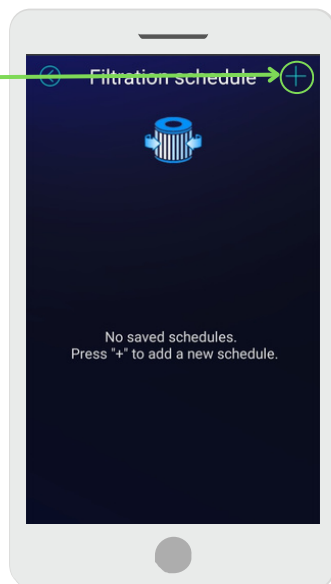 Filtration schedule
No saved schedules.
Press "+" to add a new schedule.